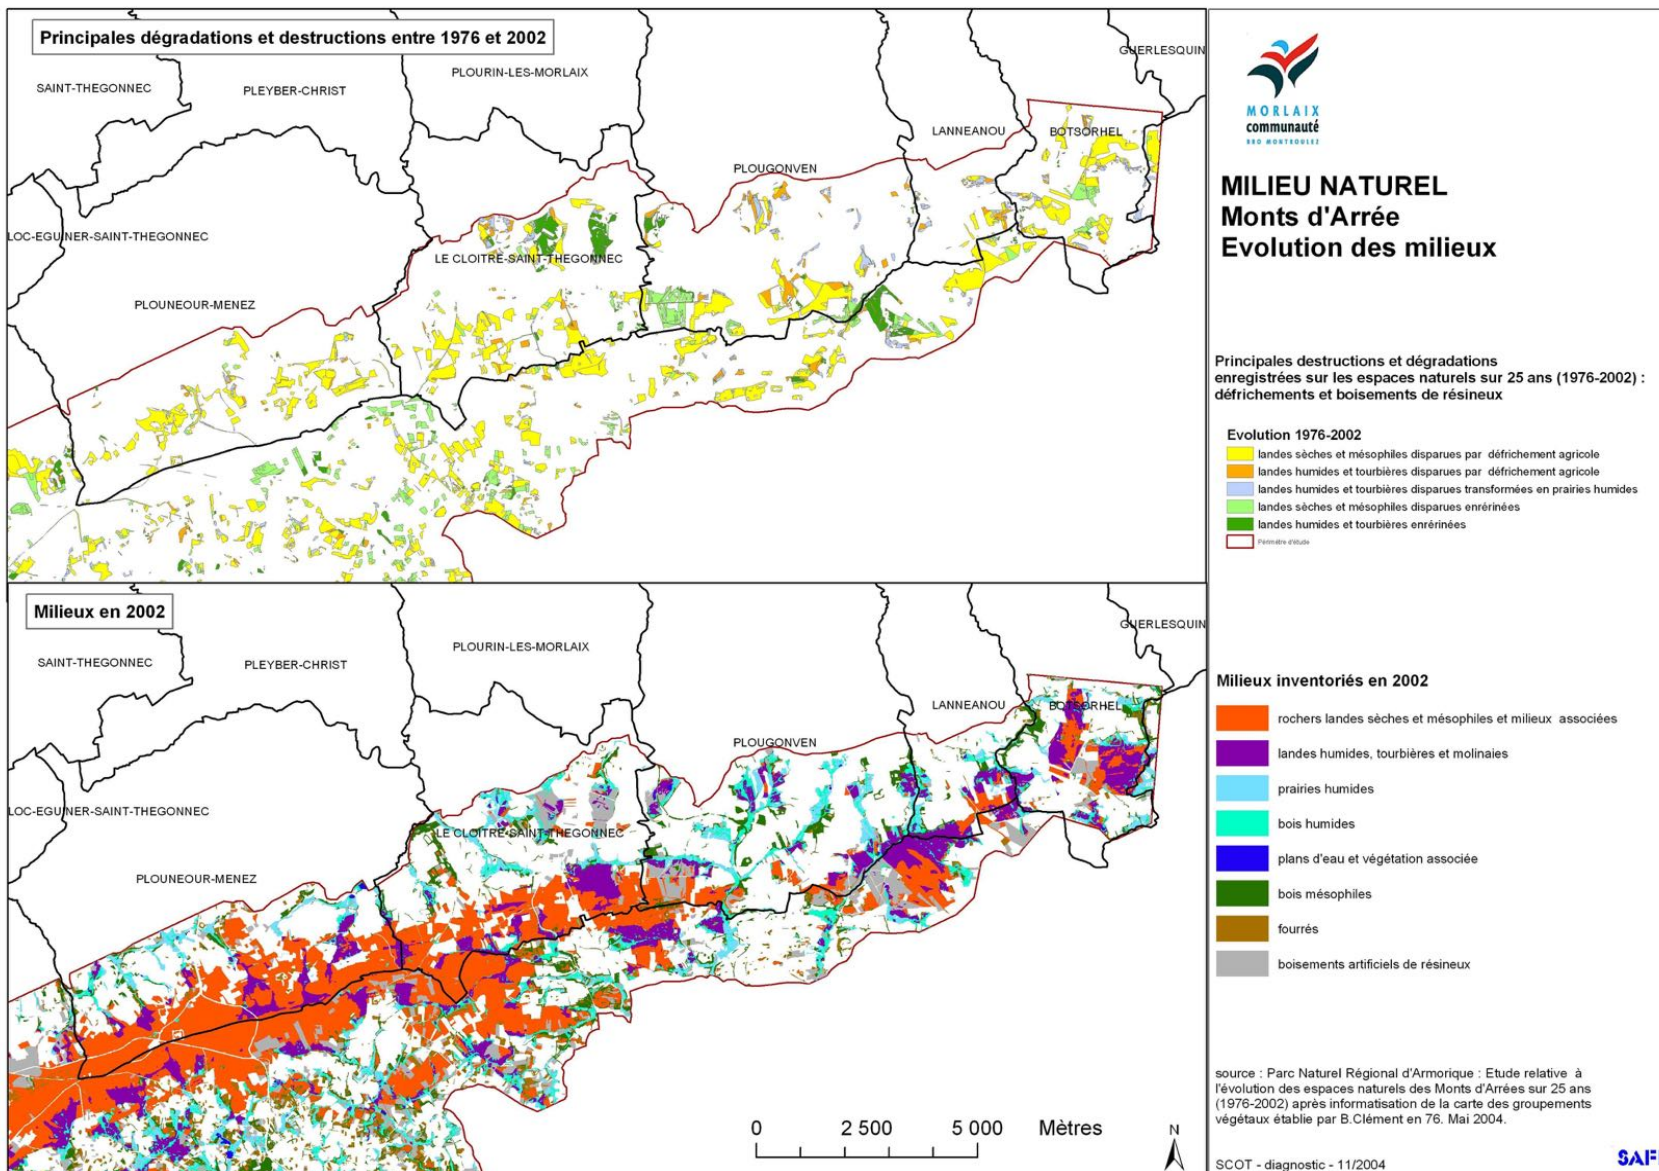 Principales dégradations et destructions entre 1976 et 2002
SAINT-THEGONNEC
PLEYBER-CHRIST
PLOURIN-LES-MORLAIX
GUERLESQUIN
LANNEANOU
BOTSORHEL
PLOUGONVEN
LOC-EGUINER-SAINT-THEGONNEC
LE CLOITRE-SAINT-THEGONNEC
PLOUNEOUR-MENEZ
Milieux en 2002
SAINT-THEGONNEC
PLEYBER-CHRIST
PLOURIN-LES-MORLAIX
GUERLESQUIN
LANNEANOU
BOTSORHEL
PLOUGONVEN
LOC-EGUINER-SAINT-THEGONNEC
LE CLOITRE-SAINT-THEGONNEC
PLOUNEOUR-MENEZ
0 2 500 5 000 Mètres
N
MORLAIX
communauté
BRO MONTROULEZ
MILIEU NATUREL
Monts d'Arrée
Evolution des milieux
Principales destructions et dégradations
enregistrées sur les espaces naturels sur 25 ans (1976-2002) :
défrichements et boisements de résineux
Evolution 1976-2002
landes sèches et mésophiles disparues par défrichement agricole
landes humides et tourbières disparues par défrichement agricole
landes humides et tourbières disparues transformées en prairies humides
landes sèches et mésophiles disparues enrérinées
landes humides et tourbières enrérinées
Périmètre d'étude
Milieux inventoriés en 2002
rochers landes sèches et mésophiles et milieux associées
landes humides, tourbières et molinaies
prairies humides
bois humides
plans d'eau et végétation associée
bois mésophiles
fourrés
boisements artificiels de résineux
source : Parc Naturel Régional d'Armorique : Etude relative à
l'évolution des espaces naturels des Monts d'Arrées sur 25 ans
(1976-2002) après informatisation de la carte des groupements
végétaux établie par B.Clément en 76. Mai 2004.
SCOT - diagnostic - 11/2004